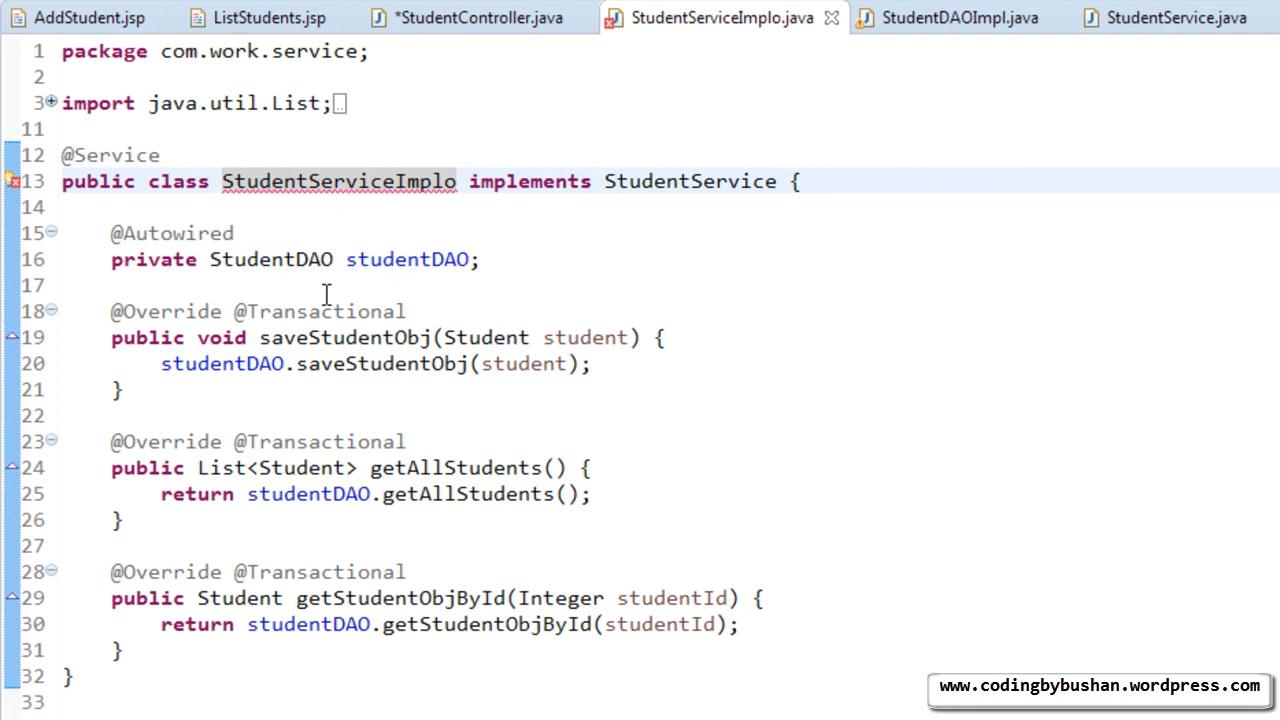 AddStudent.jsp ListStudents.jsp *StudentController.java StudentServiceImplo.java StudentDAOImpl.java StudentService.java
1 package com.work.service;
2
3 import java.util.List;
11
12 @Service
13 public class StudentServiceImplo implements StudentService {
14
15 @Autowired
16 private StudentDAO studentDAO;
17
18 @Override @Transactional
19 public void saveStudentObj(Student student) {
20 studentDAO.saveStudentObj(student);
21 }
22
23 @Override @Transactional
24 public List<Student> getAllStudents() {
25 return studentDAO.getAllStudents();
26 }
27
28 @Override @Transactional
29 public Student getStudentObjById(Integer studentId) {
30 return studentDAO.getStudentObjById(studentId);
31 }
32 }
33
www.codingbybushan.wordpress.com